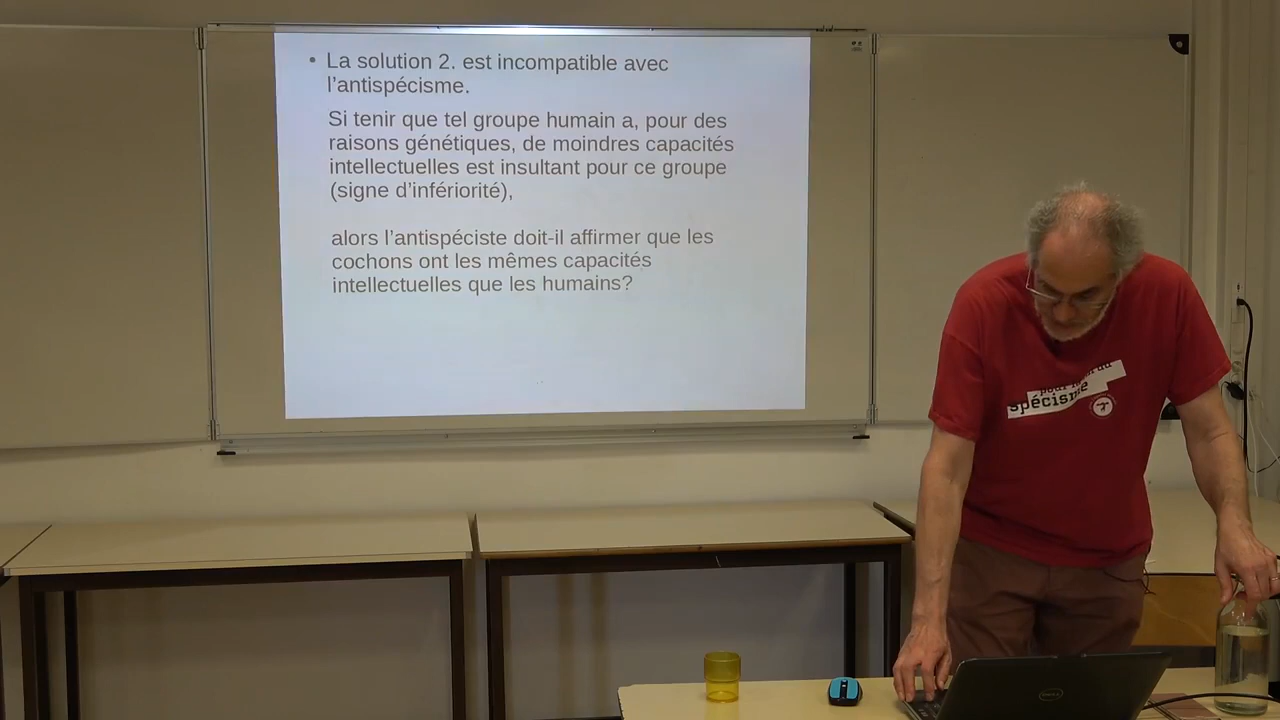 • La solution 2. est incompatible avec
l’antispécisme.
Si tenir que tel groupe humain a, pour des
raisons génétiques, de moindres capacités
intellectuelles est insultant pour ce groupe
(signe d’infériorité),
alors l’antispéciste doit-il affirmer que les
cochons ont les mêmes capacités
intellectuelles que les humains?
spécisme
DELL